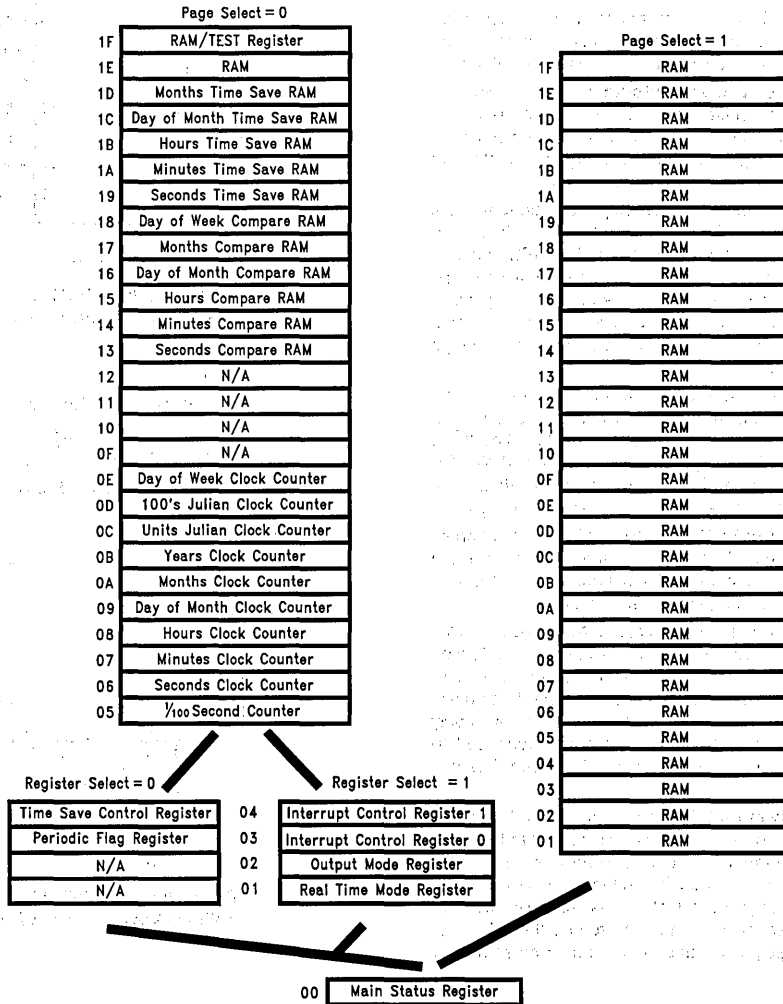 Page Select = 0
1F RAM/TEST Register
1E RAM
1D Months Time Save RAM
1C Day of Month Time Save RAM
1B Hours Time Save RAM
1A Minutes Time Save RAM
19 Seconds Time Save RAM
18 Day of Week Compare RAM
17 Months Compare RAM
16 Day of Month Compare RAM
15 Hours Compare RAM
14 Minutes Compare RAM
13 Seconds Compare RAM
12 N/A
11 N/A
10 N/A
0F N/A
0E Day of Week Clock Counter
0D 100's Julian Clock Counter
0C Units Julian Clock Counter
0B Years Clock Counter
0A Months Clock Counter
09 Day of Month Clock Counter
08 Hours Clock Counter
07 Minutes Clock Counter
06 Seconds Clock Counter
05 1/100 Second Counter
Page Select = 1
1F RAM
1E RAM
1D RAM
1C RAM
1B RAM
1A RAM
19 RAM
18 RAM
17 RAM
16 RAM
15 RAM
14 RAM
13 RAM
12 RAM
11 RAM
10 RAM
0F RAM
0E RAM
0D RAM
0C RAM
0B RAM
0A RAM
09 RAM
08 RAM
07 RAM
06 RAM
05 RAM
04 RAM
03 RAM
02 RAM
01 RAM
Register Select = 0 Register Select = 1
Time Save Control Register 04 Interrupt Control Register 1
Periodic Flag Register 03 Interrupt Control Register 0
N/A 02 Output Mode Register
N/A 01 Real Time Mode Register
00 Main Status Register